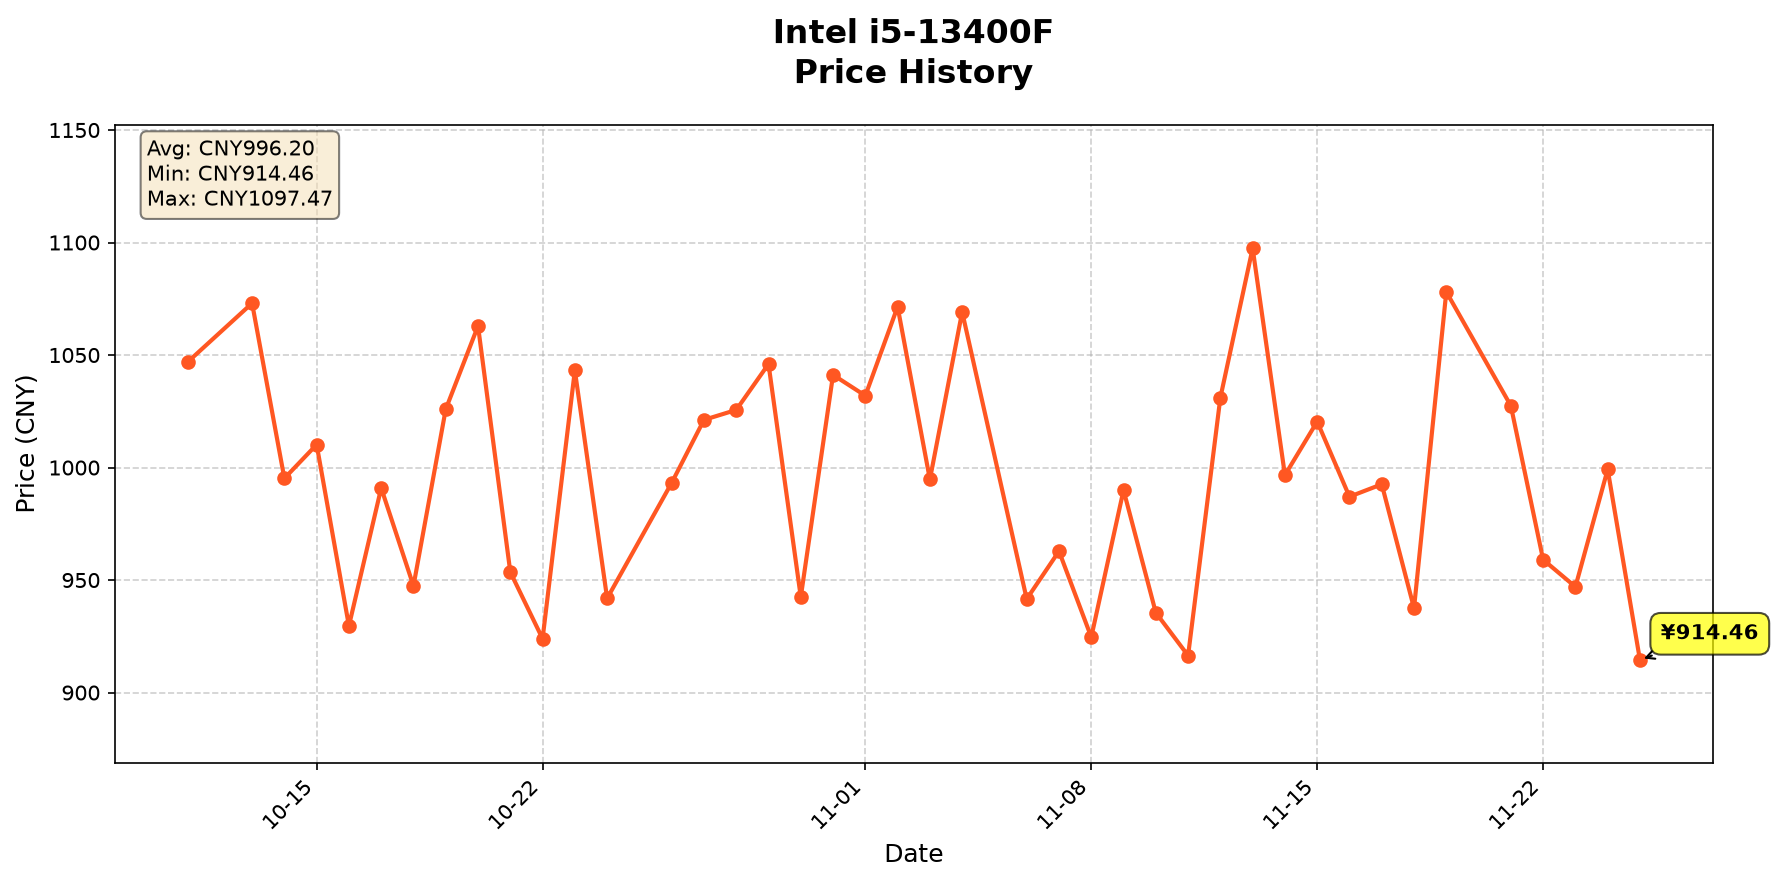 Intel i5-13400F
Price History
Avg: CNY996.20
Min: CNY914.46
Max: CNY1097.47
Price (CNY)
1150
1100
1050
1000
950
900
¥914.46
10-15
10-22
11-01
11-08
11-15
11-22
Date